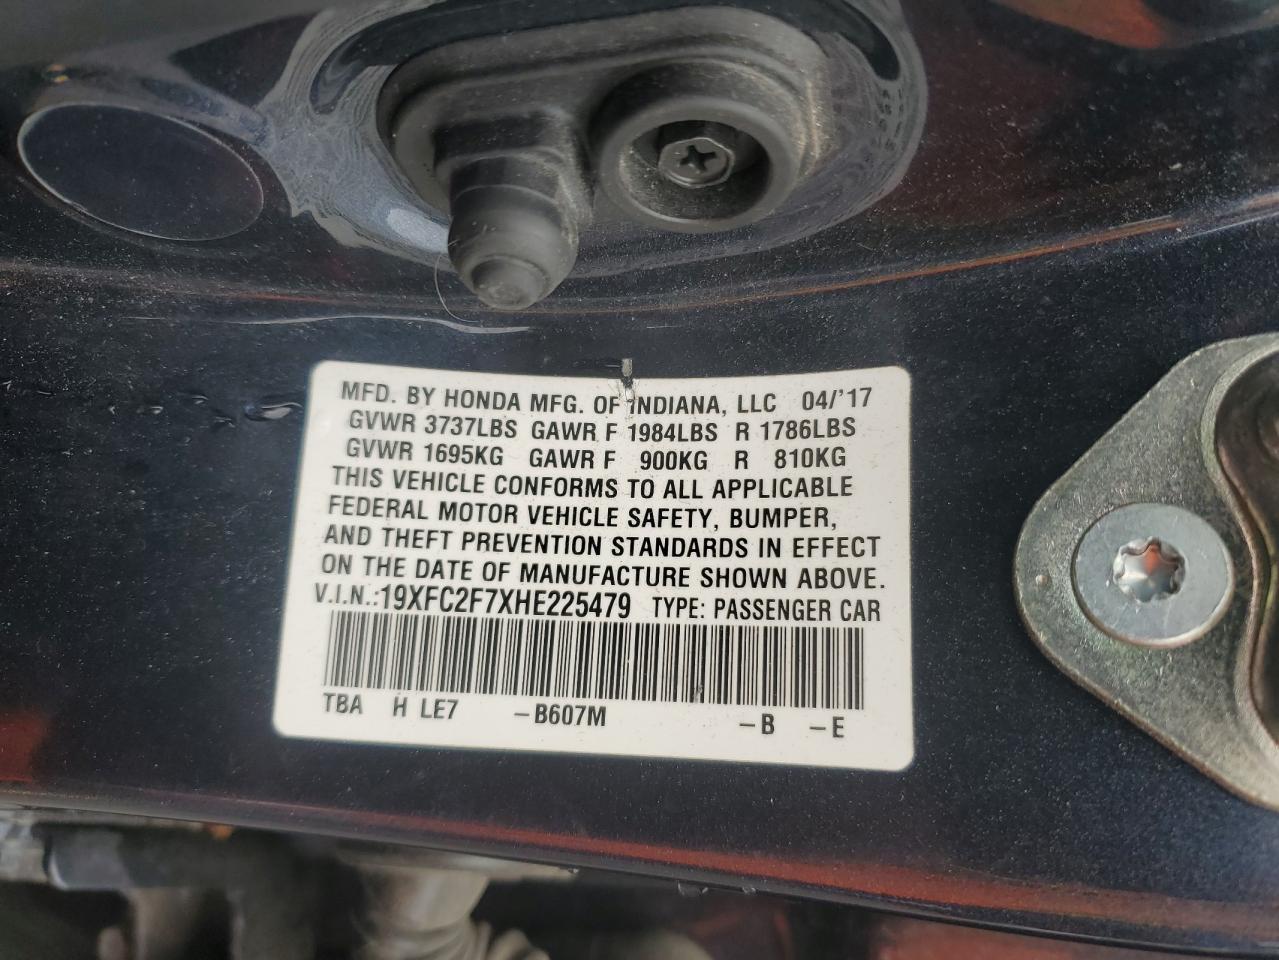 MFD. BY HONDA MFG. OF INDIANA, LLC 04/'17
GVWR 3737LBS GAWR F 1984LBS R 1786LBS
GVWR 1695KG GAWR F 900KG R 810KG
THIS VEHICLE CONFORMS TO ALL APPLICABLE
FEDERAL MOTOR VEHICLE SAFETY, BUMPER,
AND THEFT PREVENTION STANDARDS IN EFFECT
ON THE DATE OF MANUFACTURE SHOWN ABOVE.
V.I.N.:19XFC2F7XHE225479 TYPE: PASSENGER CAR
TBA H LE7 -B607M -B -E